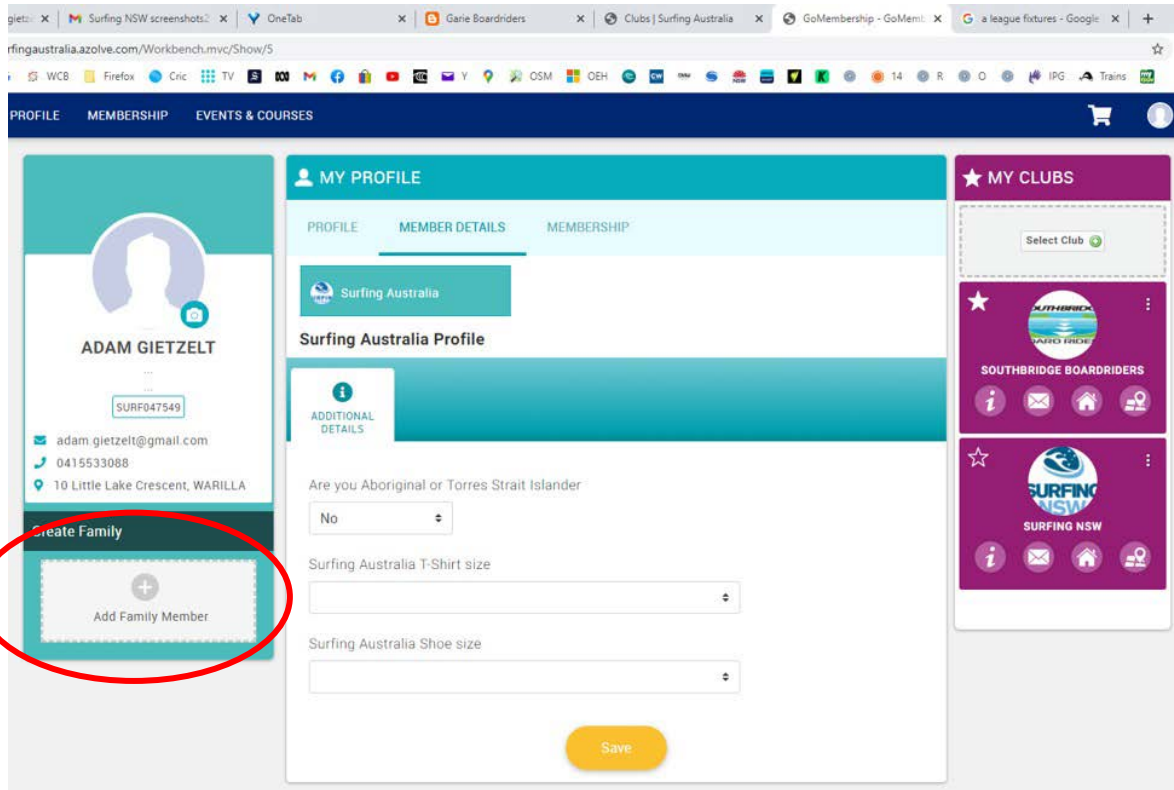 gietz
Surfing NSW screenshots2
OneTab
Garie Boardriders
Clubs | Surfing Australia
GoMembership - GoMemb
a league fixtures - Google
rfingaustralia.azolve.com/Workbench.mvc/Show/5
WCB Firefox Cric TV Y OSM OEH 14 R O IPG Trains
PROFILE MEMBERSHIP EVENTS & COURSES
ADAM GIETZELT
...
...
SURF047549
adam.gietzelt@gmail.com
0415533088
10 Little Lake Crescent, WARILLA
Create Family
Add Family Member
MY PROFILE
PROFILE MEMBER DETAILS MEMBERSHIP
Surfing Australia
Surfing Australia Profile
ADDITIONAL
DETAILS
Are you Aboriginal or Torres Strait Islander
No
Surfing Australia T-Shirt size
Surfing Australia Shoe size
Save
MY CLUBS
Select Club
SOUTHBRIDGE BOARDRIDERS
SURFING
NSW
SURFING NSW